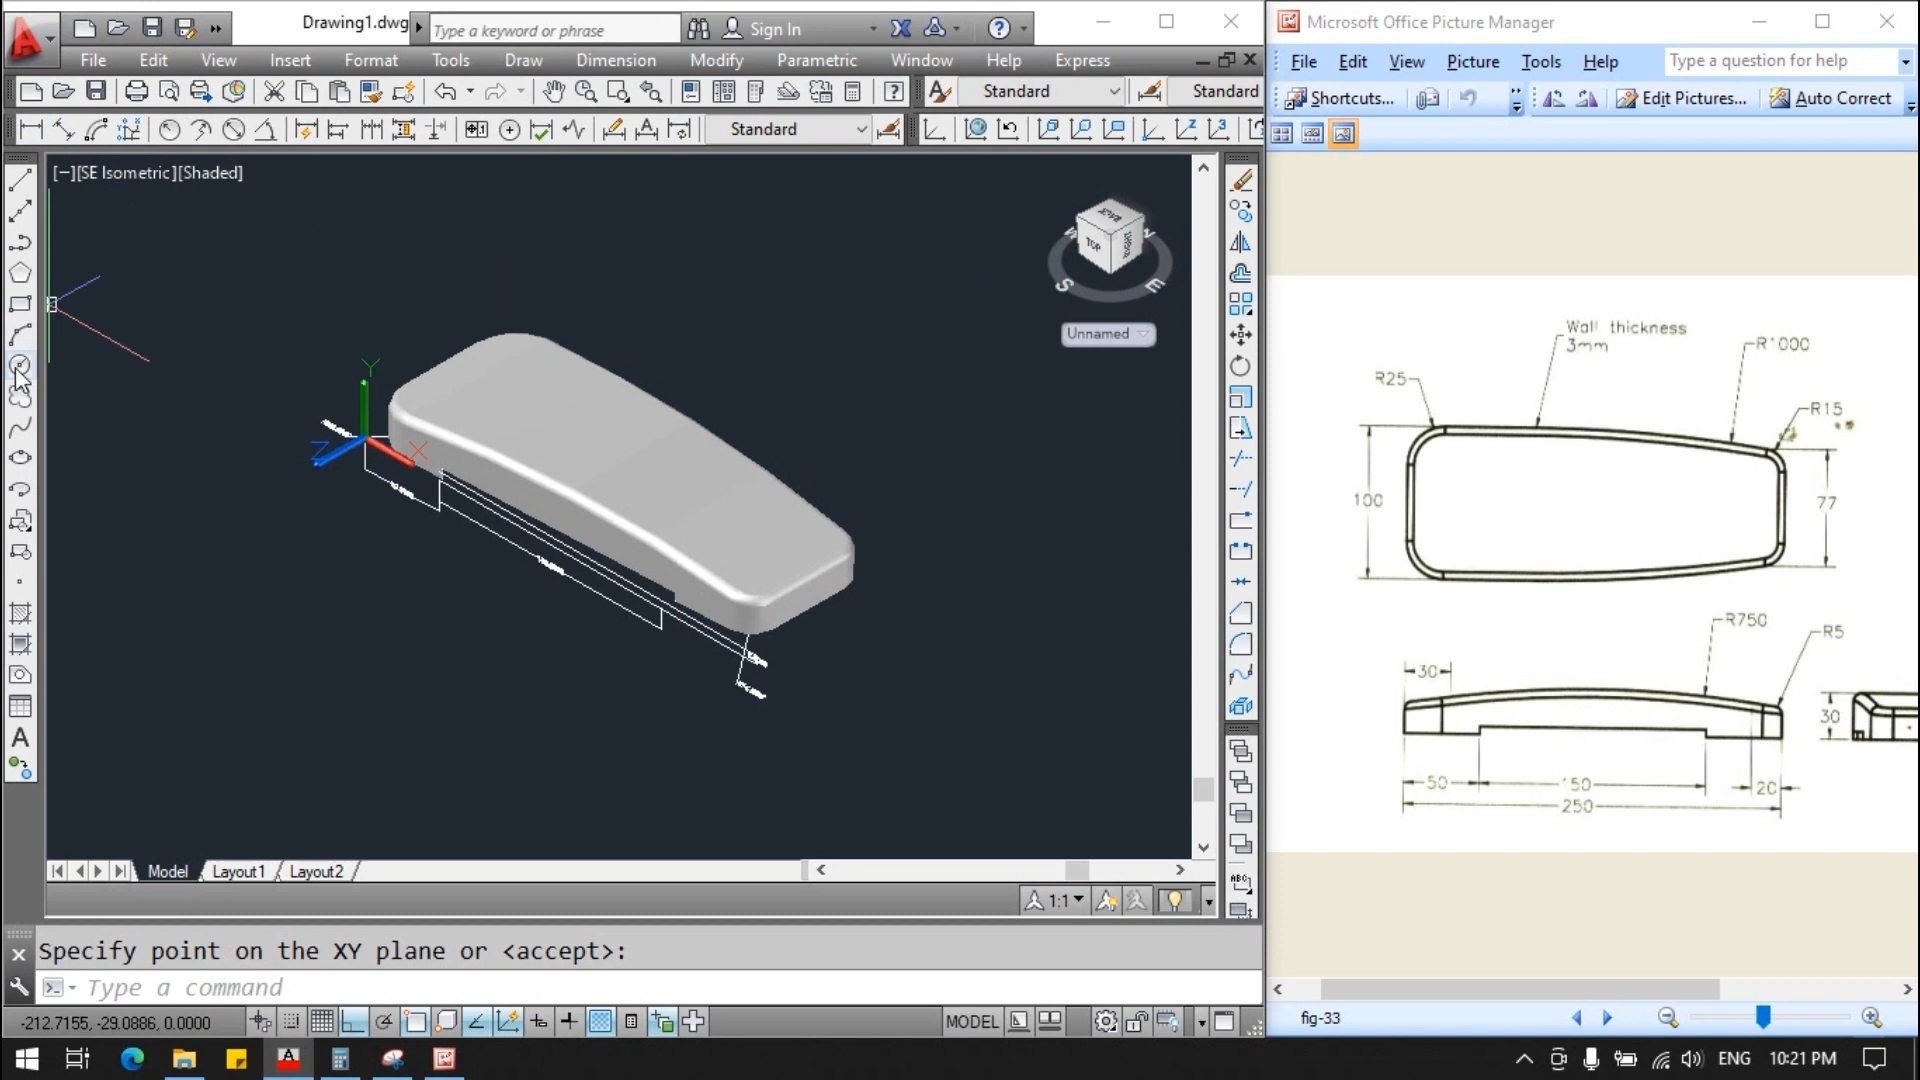 Drawing1.dwg
Type a keyword or phrase
Sign In
File Edit View Insert Format Tools Draw Dimension Modify Parametric Window Help Express
Standard
Standard
Standard
[−][SE Isometric][Shaded]
TOP
S
E
Unnamed
Y
Z
X
Model Layout1 Layout2
1:1
Specify point on the XY plane or <accept>:
Type a command
-212.7155, -29.0886, 0.0000
MODEL
Microsoft Office Picture Manager
File Edit View Picture Tools Help
Type a question for help
Shortcuts...
Edit Pictures...
Auto Correct
Wall thickness
3mm
R1000
R25
R15
100
77
R750
R5
30
30
50
150
20
250
fig-33
ENG
10:21 PM